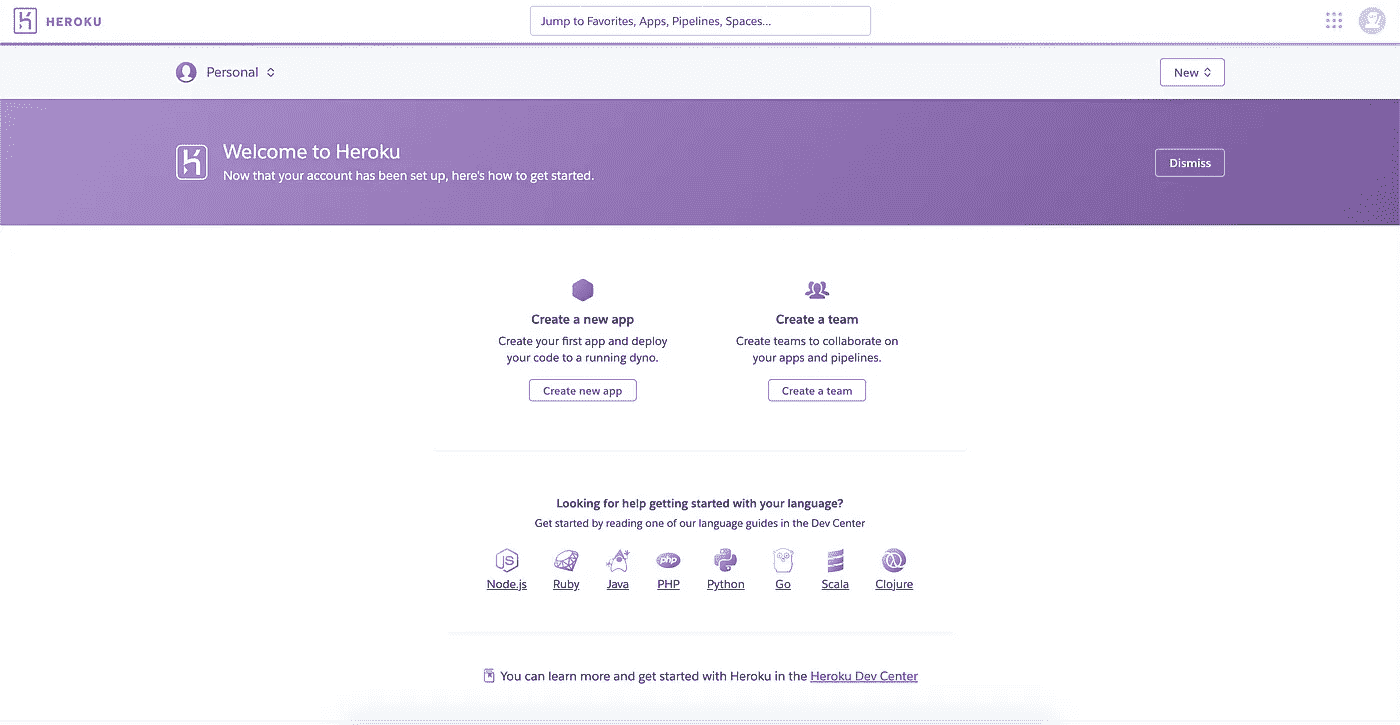 HEROKU
Jump to Favorites, Apps, Pipelines, Spaces...
Personal
New
Welcome to Heroku
Now that your account has been set up, here's how to get started.
Dismiss
Create a new app
Create your first app and deploy
your code to a running dyno.
Create new app
Create a team
Create teams to collaborate on
your apps and pipelines.
Create a team
Looking for help getting started with your language?
Get started by reading one of our language guides in the Dev Center
JS
php
Node.js
Ruby
Java
PHP
Python
Go
Scala
Clojure
You can learn more and get started with Heroku in the Heroku Dev Center